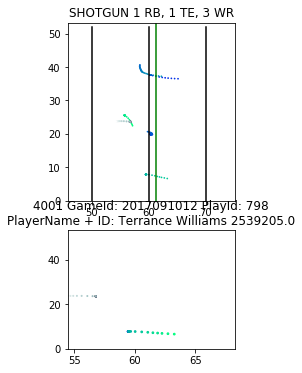 SHOTGUN 1 RB, 1 TE, 3 WR
50
40
30
20
10
0
50 60 70
4001 GameId: 2017091012 PlayId: 798
PlayerName + ID: Terrance Williams 2539205.0
40
20
0
55 60 65